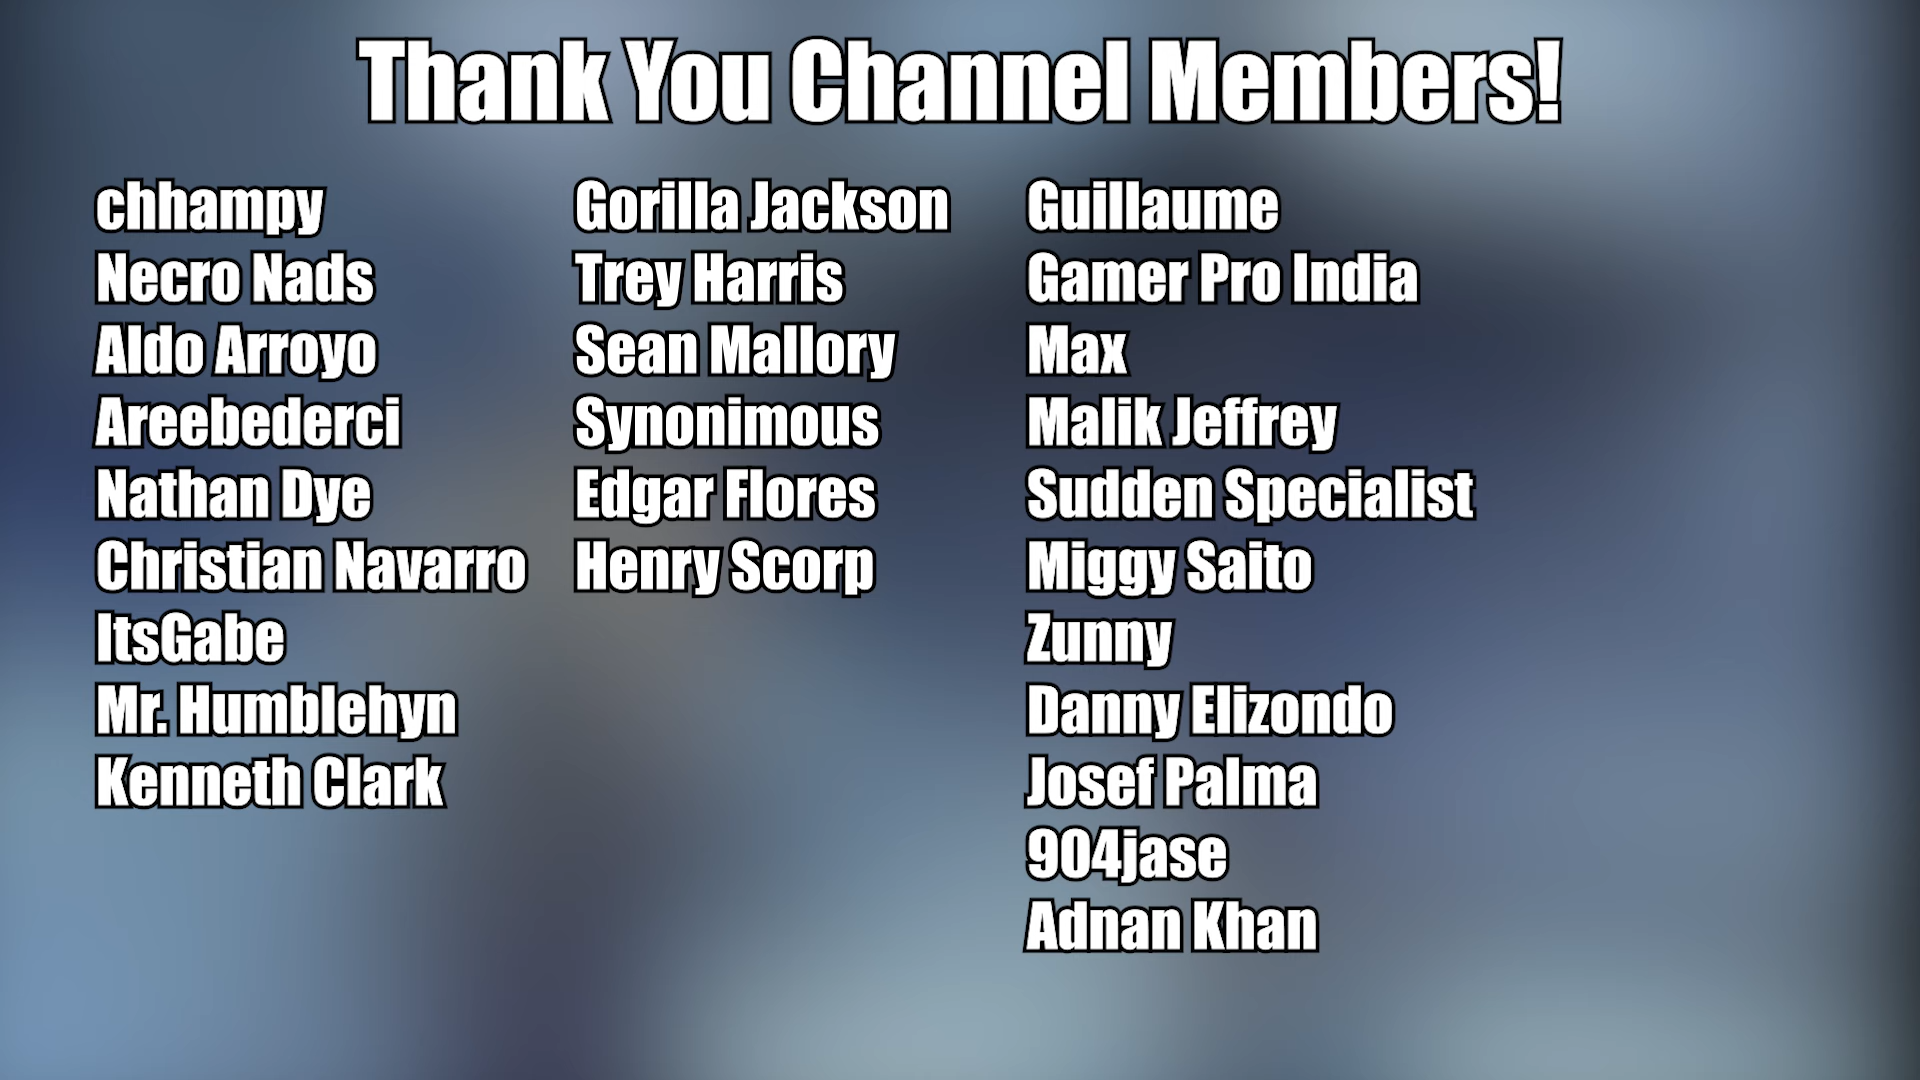 Thank You Channel Members!
chhampy
Necro Nads
Aldo Arroyo
Areebederci
Nathan Dye
Christian Navarro
ItsGabe
Mr. Humblehyn
Kenneth Clark
Gorilla Jackson
Trey Harris
Sean Mallory
Synonimous
Edgar Flores
Henry Scorp
Guillaume
Gamer Pro India
Max
Malik Jeffrey
Sudden Specialist
Miggy Saito
Zunny
Danny Elizondo
Josef Palma
904jase
Adnan Khan